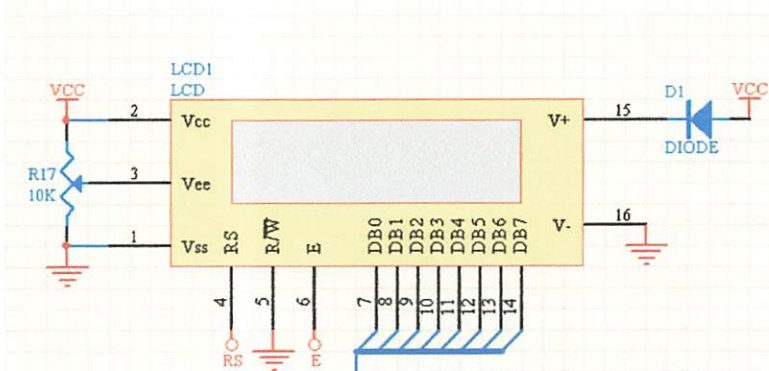 LCD1
LCD
VCC
2
Vcc
V+
15
D1
VCC
DIODE
R17
10K
3
Vee
1
Vss
RS
R/W
E
DB0
DB1
DB2
DB3
DB4
DB5
DB6
DB7
V-
16
4
5
6
7
8
9
10
11
12
13
14
RS
E